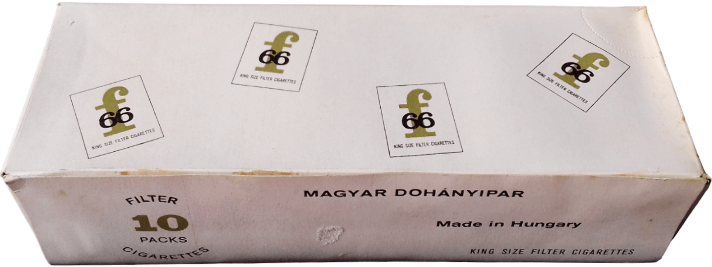 f
66
KING SIZE FILTER CIGARETTES
f
66
KING SIZE FILTER CIGARETTES
f
66
KING SIZE FILTER CIGARETTES
f
66
KING SIZE FILTER CIGARETTES
FILTER
10
PACKS
CIGARETTES
MAGYAR DOHÁNYIPAR
Made in Hungary
KING SIZE FILTER CIGARETTES